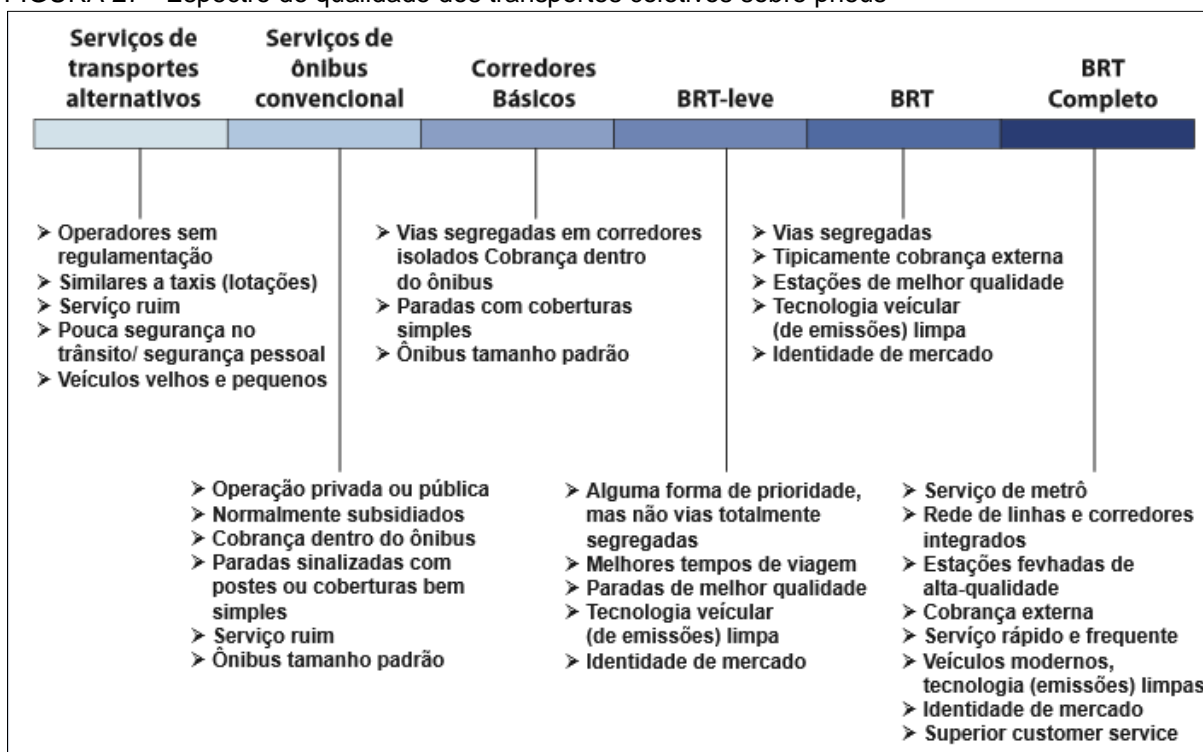 FIGURA 27 - Espectro de qualidade dos transportes coletivos sobre pneus
Serviços de
transportes
alternativos
Serviços de
ônibus
convencional
Corredores
Básicos
BRT-leve
BRT
BRT
Completo
➢ Operadores sem
regulamentação
➢ Similares a taxis (lotações)
➢ Servíço ruim
➢ Pouca segurança no
trânsito/ segurança pessoal
➢ Veículos velhos e pequenos
➢ Vias segregadas em corredores
isolados Cobrança dentro
do ônibus
➢ Paradas com coberturas
simples
➢ Ônibus tamanho padrão
➢ Vias segregadas
➢ Tipicamente cobrança externa
➢ Estações de melhor qualidade
➢ Tecnologia veícular
(de emissões) limpa
➢ Identidade de mercado
➢ Operação privada ou pública
➢ Normalmente subsidiados
➢ Cobrança dentro do ônibus
➢ Paradas sinalizadas com
postes ou coberturas bem
simples
➢ Serviço ruim
➢ Ônibus tamanho padrão
➢ Alguma forma de prioridade,
mas não vias totalmente
segregadas
➢ Melhores tempos de viagem
➢ Paradas de melhor qualidade
➢ Tecnologia veícular
(de emissões) limpa
➢ Identidade de mercado
➢ Serviço de metrô
➢ Rede de linhas e corredores
integrados
➢ Estações fevhadas de
alta-qualidade
➢ Cobrança externa
➢ Servíço rápido e frequente
➢ Veículos modernos,
tecnologia (emissões) limpas
➢ Identidade de mercado
➢ Superior customer service